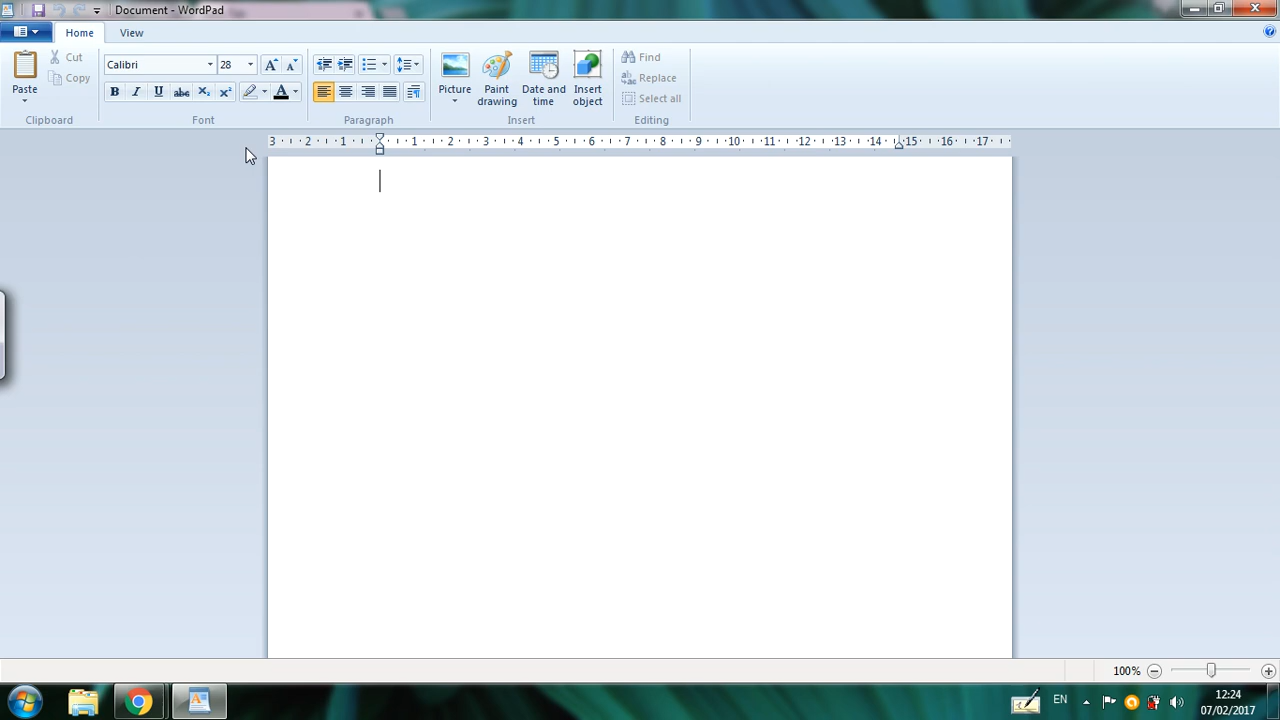 Document - WordPad
Home View
Paste
Cut
Copy
Clipboard
Calibri 28
Font
Paragraph
Picture
Paint drawing
Date and time
Insert object
Insert
Find
Replace
Select all
Editing
3 2 1 1 2 3 4 5 6 7 8 9 10 11 12 13 14 15 16 17
100%
EN
12:24
07/02/2017